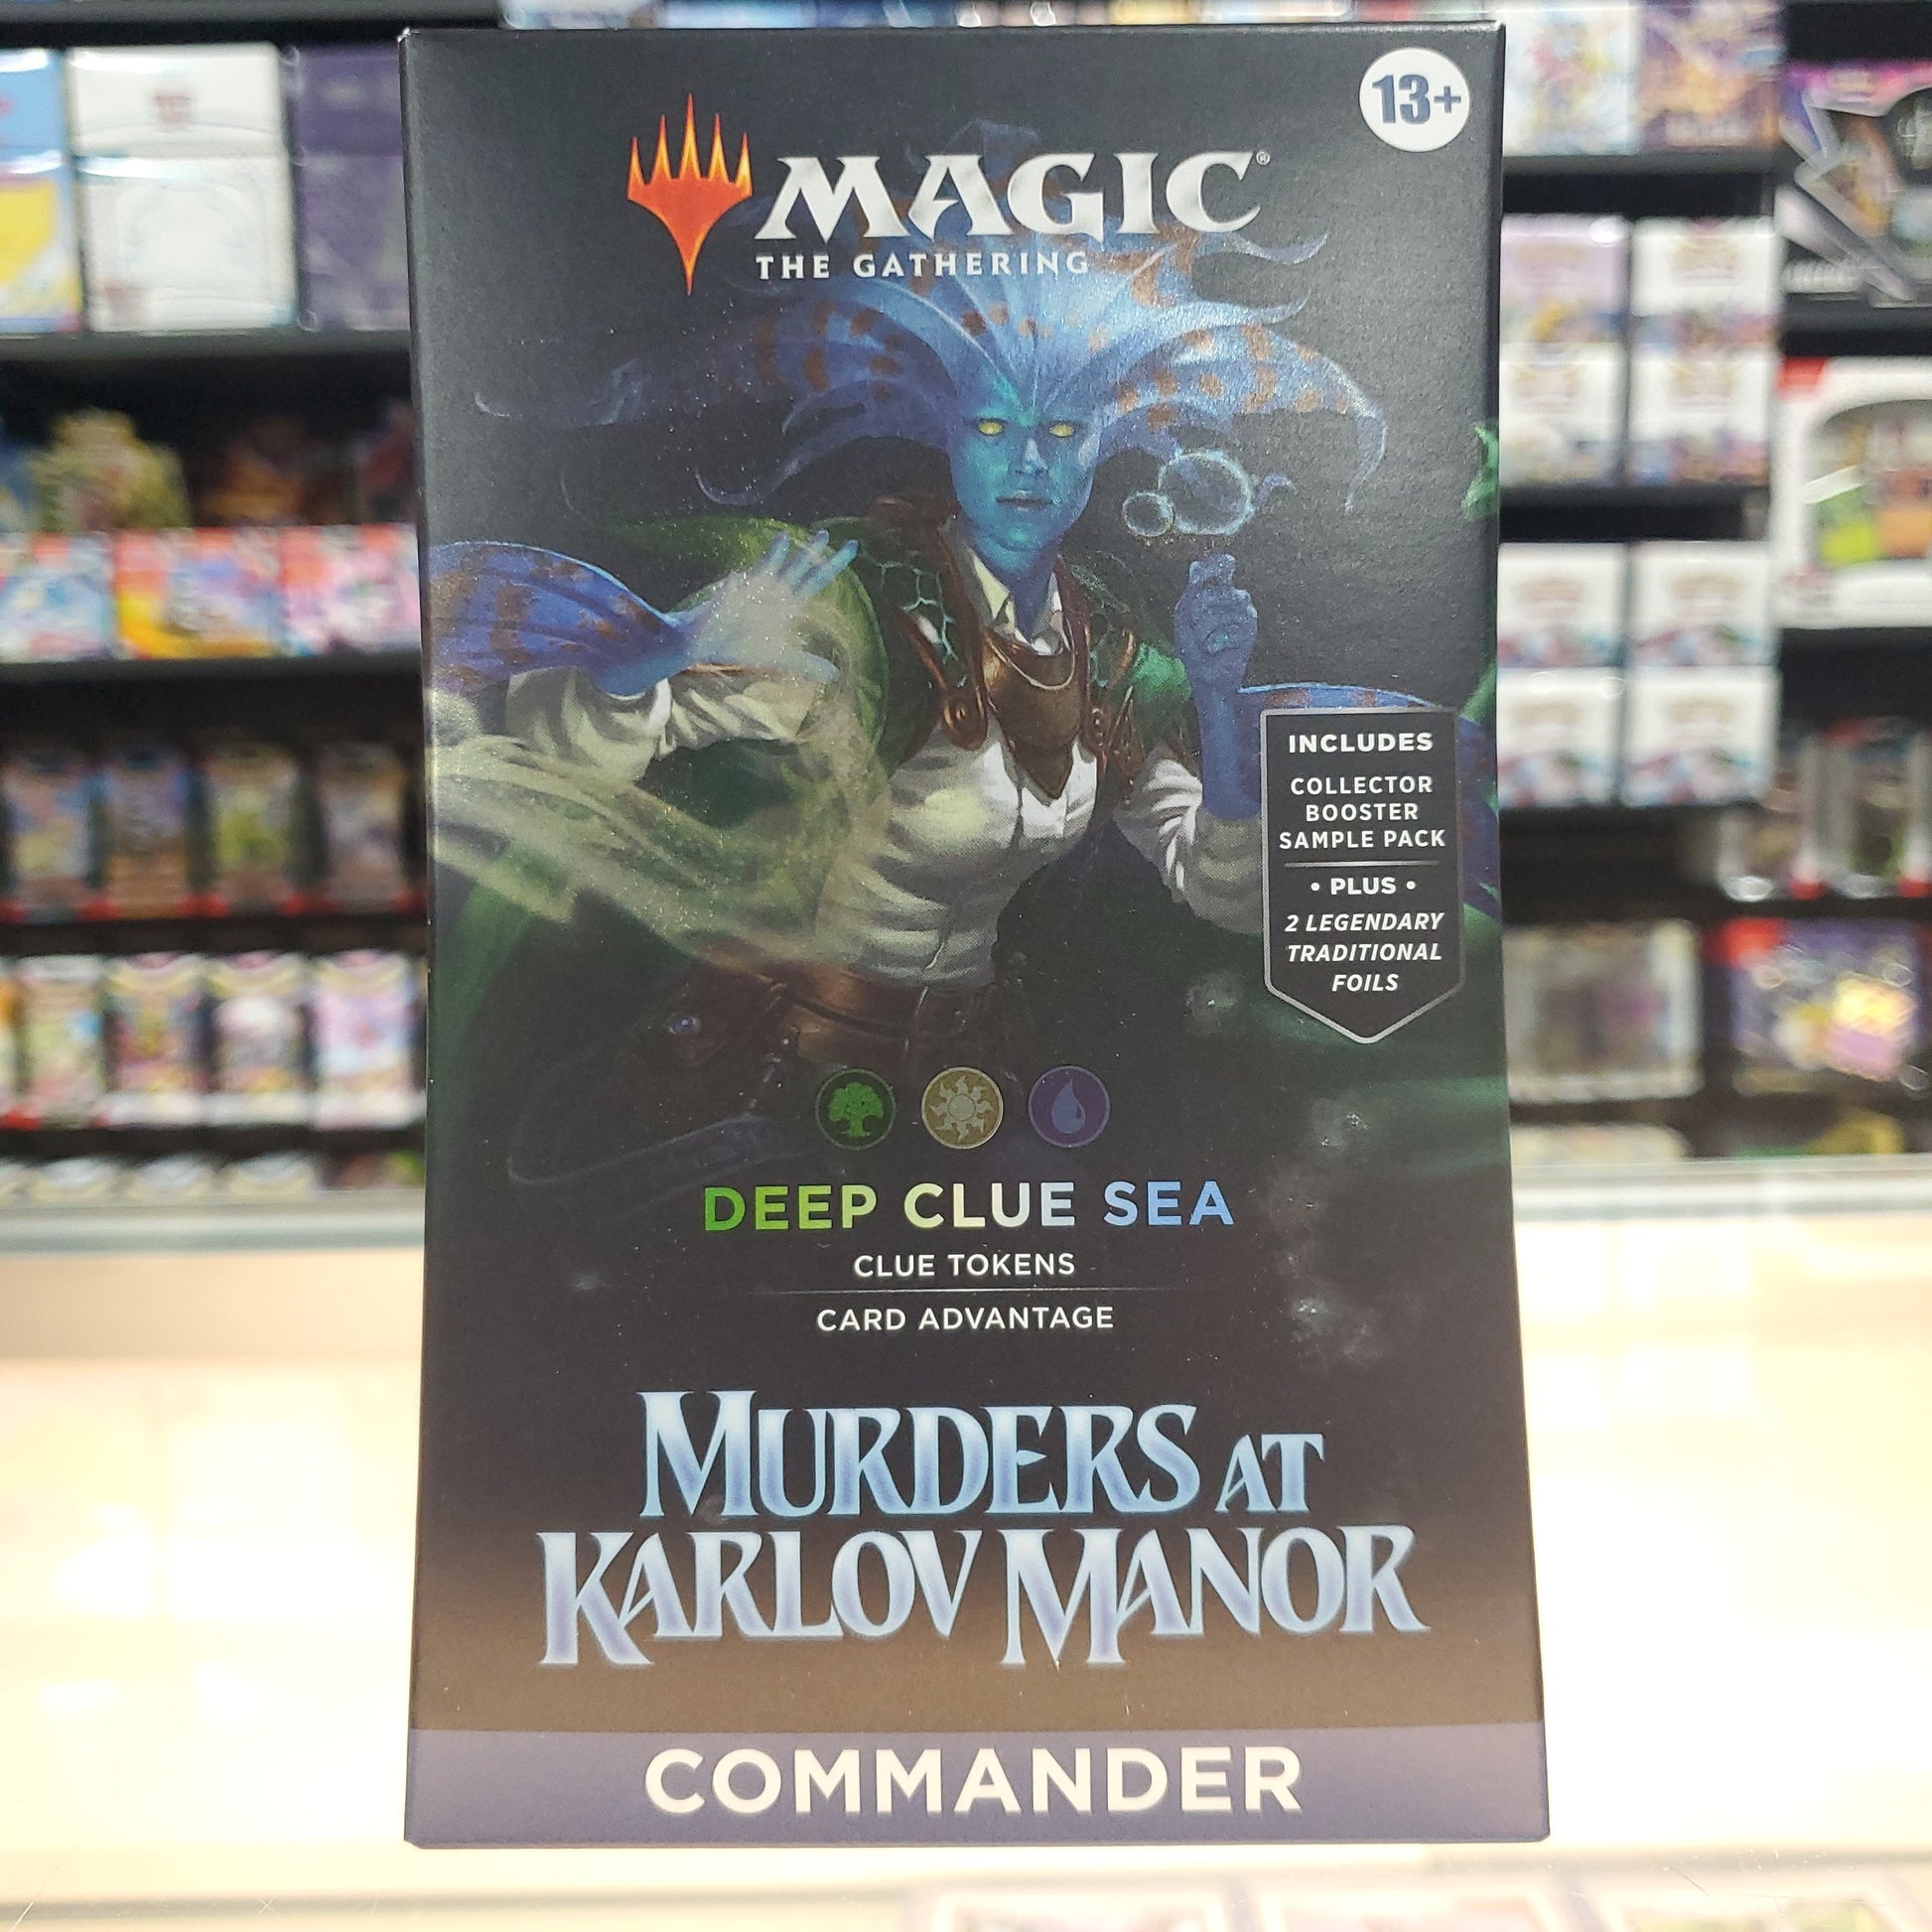 13+
MAGIC®
THE GATHERING
INCLUDES
COLLECTOR
BOOSTER
SAMPLE PACK
• PLUS •
2 LEGENDARY
TRADITIONAL
FOILS
DEEP CLUE SEA
CLUE TOKENS
CARD ADVANTAGE
MURDERS AT
KARLOV MANOR
COMMANDER